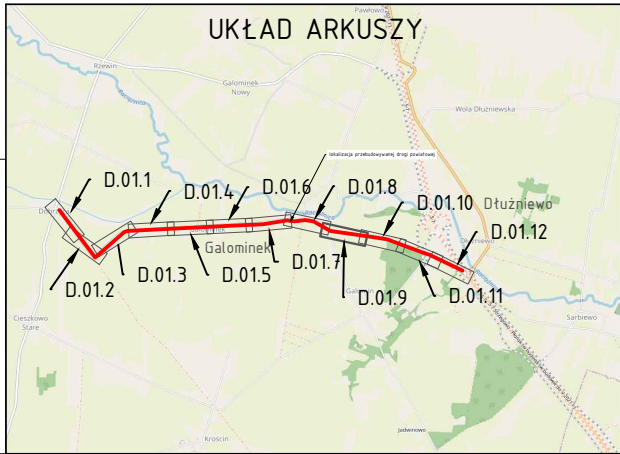 Pawłowo
UKŁAD ARKUSZY
Rzewin
Galominek
Nowy
Wola Dłużniewska
lokalizacja przebudowywanej drogi powiatowej
D.01.1
D.01.4
D.01.6
D.01.8
D.01.10
Dłużniewo
D.01.12
Galominek
D.01.2
D.01.3
D.01.5
D.01.7
D.01.9
D.01.11
Cieszkowo
Stare
Sarbiewo
Krościn
Jadwinowo